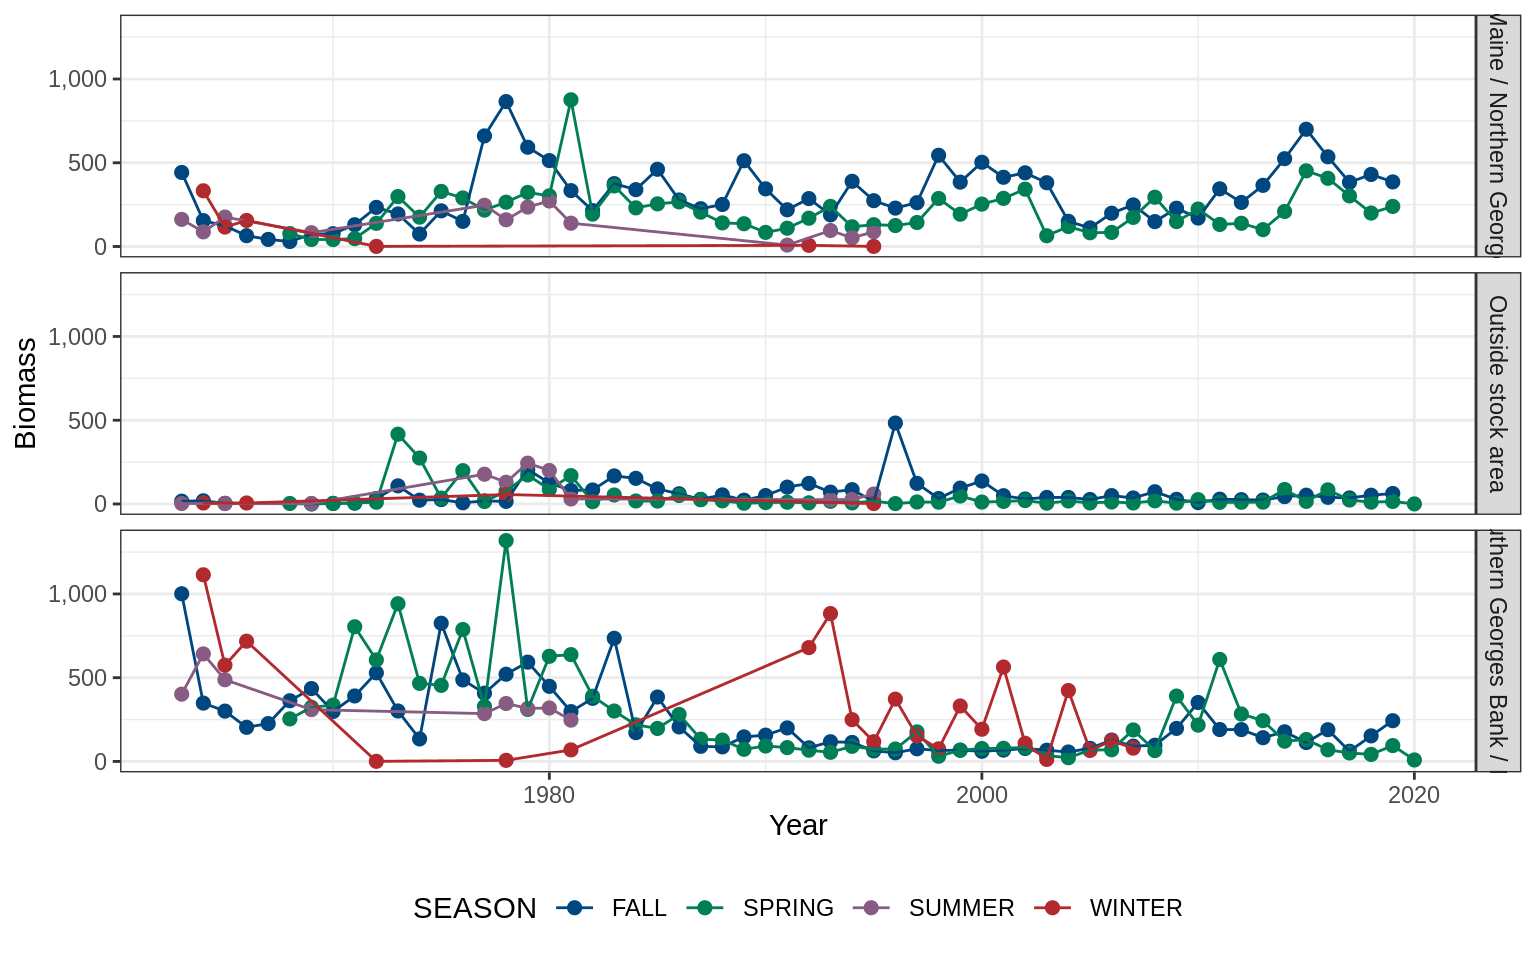 1,000
500
0
Maine / Northern Georg
1,000
500
0
Outside stock area
1,000
500
0
uthern Georges Bank /
Biomass
1980
2000
2020
Year
SEASON FALL SPRING SUMMER WINTER